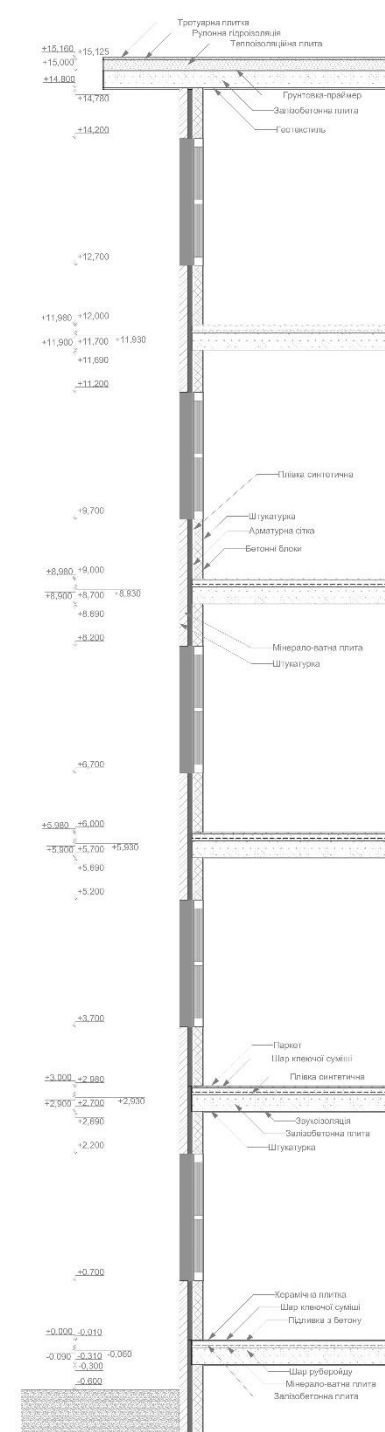 Тротуарна плитка
Рулонна гідроізоляція
Теплоізоляційна плита
+15,160 +15,125
+15,000
+14,800
+14,780
Грунтовка-праймер
Залізобетонна плита
Геотекстиль
+14,200
+12,700
+11,980 +12,000
+11,900 +11,700 +11,930
+11,690
+11,200
Плівка синтетична
+9,700
Штукатурка
Арматурна сітка
Бетонні блоки
+8,980 +9,000
+8,900 +8,700 +8,930
+8,690
+8,200
Мінерало-ватна плита
Штукатурка
+6,700
+5,980 +6,000
+5,900 +5,700 +5,930
+5,690
+5,200
+3,700
Паркет
Шар клеючої суміші
Плівка синтетична
+3,000 +2,980
+2,900 +2,700 +2,930
+2,690
Звукоізоляція
Залізобетонна плита
Штукатурка
+2,200
+0,700
Керамічна плитка
Шар клеючої суміші
Підливка з бетону
+0,000 -0,010
-0,090 -0,310 -0,060
-0,300
Шар руберойду
Мінерало-ватна плита
Залізобетонна плита
-0,600